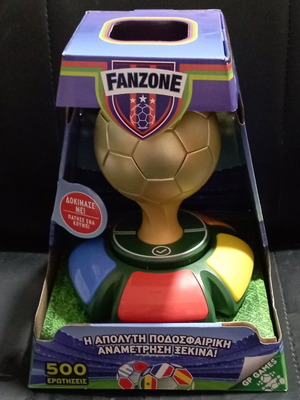 FANZONE
ΔΟΚΙΜΑΣΕ
ΜΕ!
ΠΑΤΗΣΕ ΕΝΑ
ΚΟΥΜΠΙ
Η ΑΠΟΛΥΤΗ ΠΟΔΟΣΦΑΙΡΙΚΗ
ΑΝΑΜΕΤΡΗΣΗ ΞΕΚΙΝΑ!
500
ΕΡΩΤΗΣΕΙΣ
GP GAMES